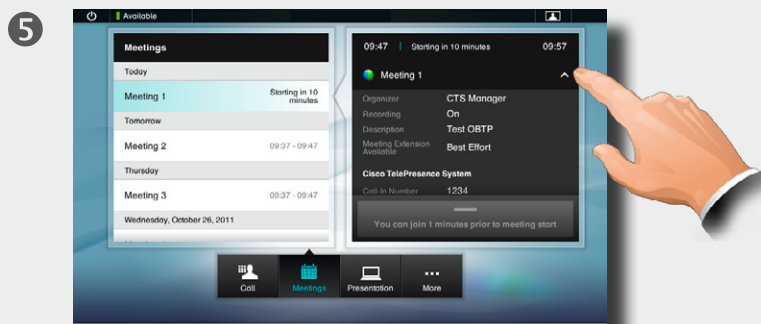 5
Available
Meetings
Today
Meeting 1 Starting in 10 minutes
Tomorrow
Meeting 2 09:37 - 09:47
Thursday
Meeting 3 09:37 - 09:47
Wednesday, October 26, 2011
09:47 | Starting in 10 minutes 09:57
Meeting 1
Organizer CTS Manager
Recording On
Description Test OBTP
Meeting Extension Available Best Effort
Cisco TelePresence System
Call-In Number 1234
You can join 1 minutes prior to meeting start
Call
Meetings
Presentation
More